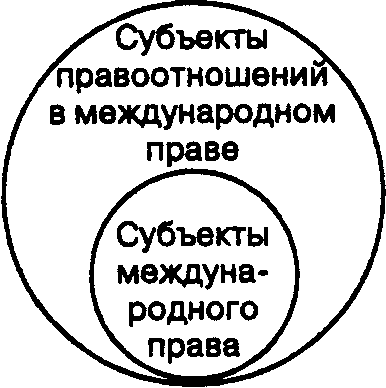 Субъекты
правоотношений
в международном
праве
Субъекты
междуна-
родного
права